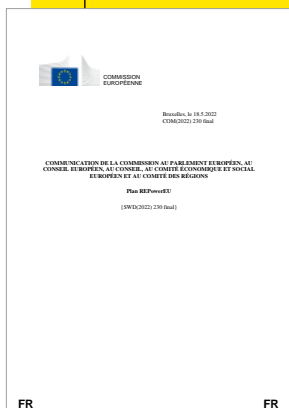 COMMISSION
EUROPÉENNE
Bruxelles, le 18.5.2022
COM(2022) 230 final
COMMUNICATION DE LA COMMISSION AU PARLEMENT EUROPÉEN, AU
CONSEIL EUROPÉEN, AU CONSEIL, AU COMITÉ ÉCONOMIQUE ET SOCIAL
EUROPÉEN ET AU COMITÉ DES RÉGIONS
Plan REPowerEU
{SWD(2022) 230 final}
FR FR